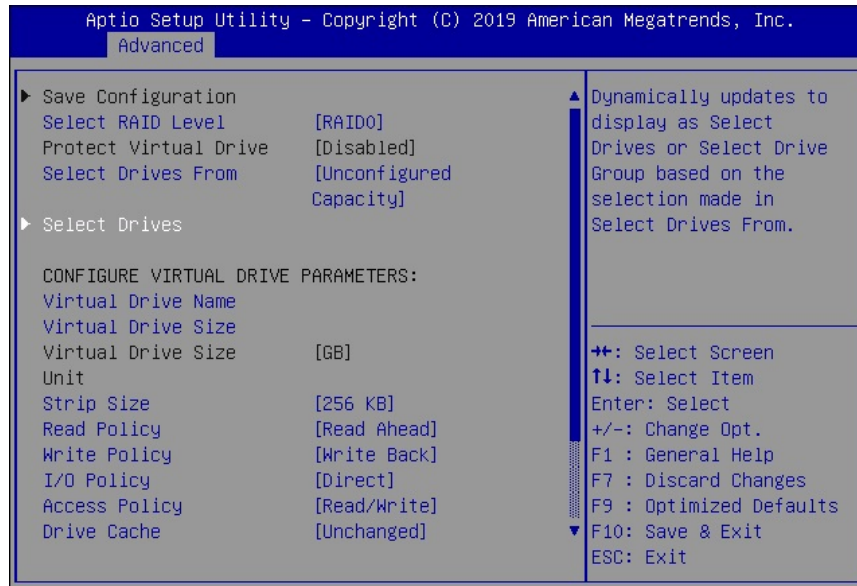 Aptio Setup Utility – Copyright (C) 2019 American Megatrends, Inc.
Advanced
Save Configuration
Select RAID Level [RAID0]
Protect Virtual Drive [Disabled]
Select Drives From [Unconfigured
Capacity]
Select Drives
CONFIGURE VIRTUAL DRIVE PARAMETERS:
Virtual Drive Name
Virtual Drive Size
Virtual Drive Size [GB]
Unit
Strip Size [256 KB]
Read Policy [Read Ahead]
Write Policy [Write Back]
I/O Policy [Direct]
Access Policy [Read/Write]
Drive Cache [Unchanged]
Dynamically updates to
display as Select
Drives or Select Drive
Group based on the
selection made in
Select Drives From.
→←: Select Screen
↑↓: Select Item
Enter: Select
+/-: Change Opt.
F1 : General Help
F7 : Discard Changes
F9 : Optimized Defaults
F10: Save & Exit
ESC: Exit